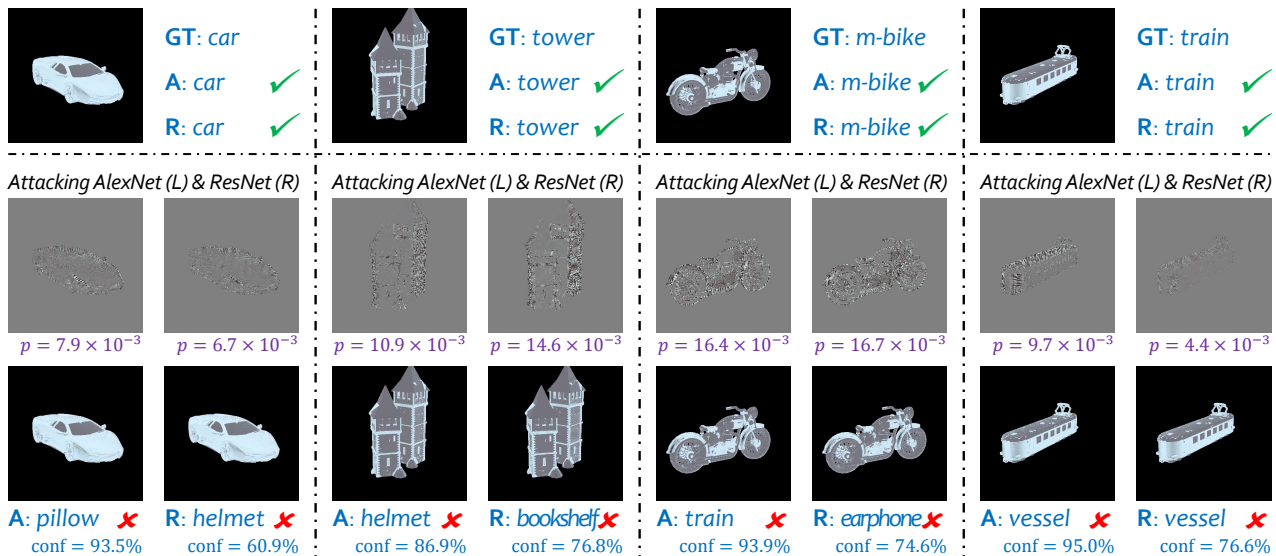 GT: car
A: car
R: car
GT: tower
A: tower
R: tower
GT: m-bike
A: m-bike
R: m-bike
GT: train
A: train
R: train
Attacking AlexNet (L) & ResNet (R)
Attacking AlexNet (L) & ResNet (R)
Attacking AlexNet (L) & ResNet (R)
Attacking AlexNet (L) & ResNet (R)
p = 7.9 × 10⁻³
p = 6.7 × 10⁻³
p = 10.9 × 10⁻³
p = 14.6 × 10⁻³
p = 16.4 × 10⁻³
p = 16.7 × 10⁻³
p = 9.7 × 10⁻³
p = 4.4 × 10⁻³
A: pillow
conf = 93.5%
R: helmet
conf = 60.9%
A: helmet
conf = 86.9%
R: bookshelf
conf = 76.8%
A: train
conf = 93.9%
R: earphone
conf = 74.6%
A: vessel
conf = 95.0%
R: vessel
conf = 76.6%